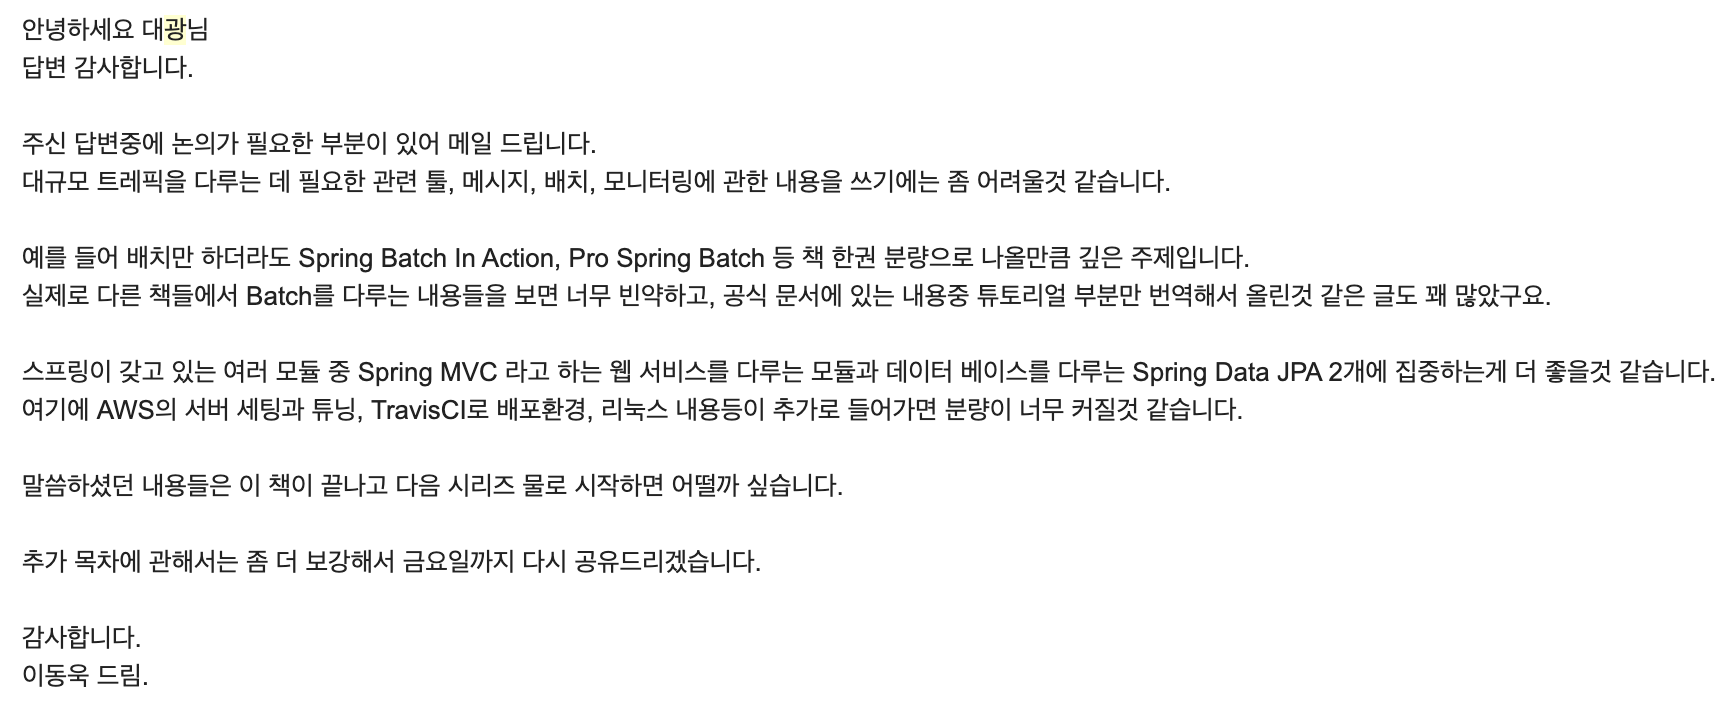 안녕하세요 대광님
답변 감사합니다.
주신 답변중에 논의가 필요한 부분이 있어 메일 드립니다.
대규모 트레픽을 다루는 데 필요한 관련 툴, 메시지, 배치, 모니터링에 관한 내용을 쓰기에는 좀 어려울것 같습니다.
예를 들어 배치만 하더라도 Spring Batch In Action, Pro Spring Batch 등 책 한권 분량으로 나올만큼 깊은 주제입니다.
실제로 다른 책들에서 Batch를 다루는 내용들을 보면 너무 빈약하고, 공식 문서에 있는 내용중 튜토리얼 부분만 번역해서 올린것 같은 글도 꽤 많았구요.
스프링이 갖고 있는 여러 모듈 중 Spring MVC 라고 하는 웹 서비스를 다루는 모듈과 데이터 베이스를 다루는 Spring Data JPA 2개에 집중하는게 더 좋을것 같습니다.
여기에 AWS의 서버 세팅과 튜닝, TravisCI로 배포환경, 리눅스 내용등이 추가로 들어가면 분량이 너무 커질것 같습니다.
말씀하셨던 내용들은 이 책이 끝나고 다음 시리즈 물로 시작하면 어떨까 싶습니다.
추가 목차에 관해서는 좀 더 보강해서 금요일까지 다시 공유드리겠습니다.
감사합니다.
이동욱 드림.